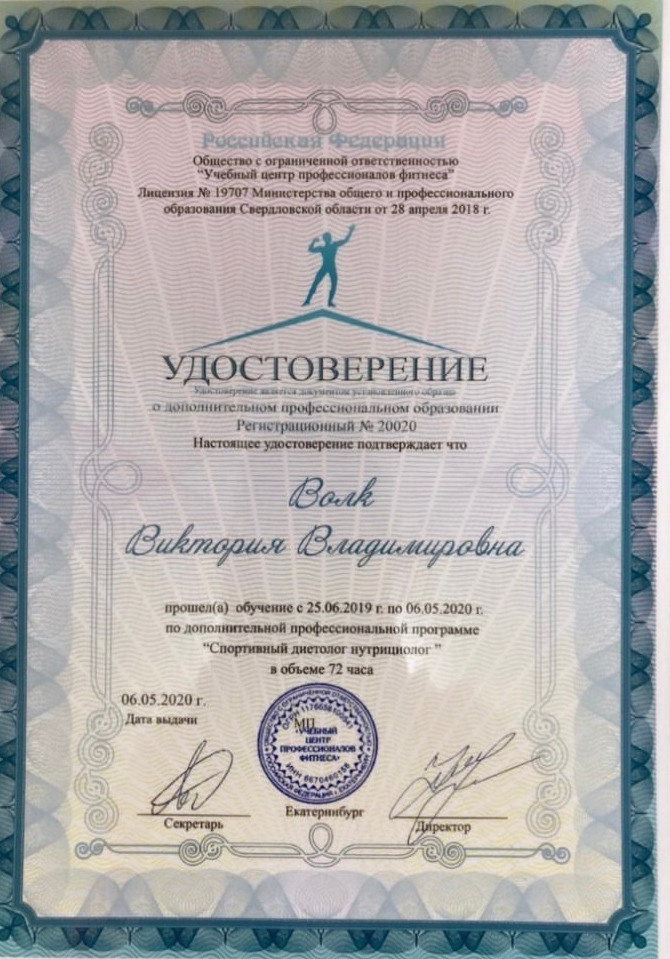 Российская Федерация
Общество с ограниченной ответственностью
"Учебный центр профессионалов фитнеса"
Лицензия № 19707 Министерства общего и профессионального
образования Свердловской области от 28 апреля 2018 г.
УДОСТОВЕРЕНИЕ
Удостоверение является документом установленного образца
о дополнительном профессиональном образовании
Регистрационный № 20020
Настоящее удостоверение подтверждает что
Волк
Виктория Владимировна
прошел(а) обучение с 25.06.2019 г. по 06.05.2020 г.
по дополнительной профессиональной программе
"Спортивный диетолог нутрициолог "
в объеме 72 часа
06.05.2020 г.
Дата выдачи
МП
УЧЕБНЫЙ
ЦЕНТР
ПРОФЕССИОНАЛОВ
ФИТНЕСА
Секретарь
Екатеринбург
Директор